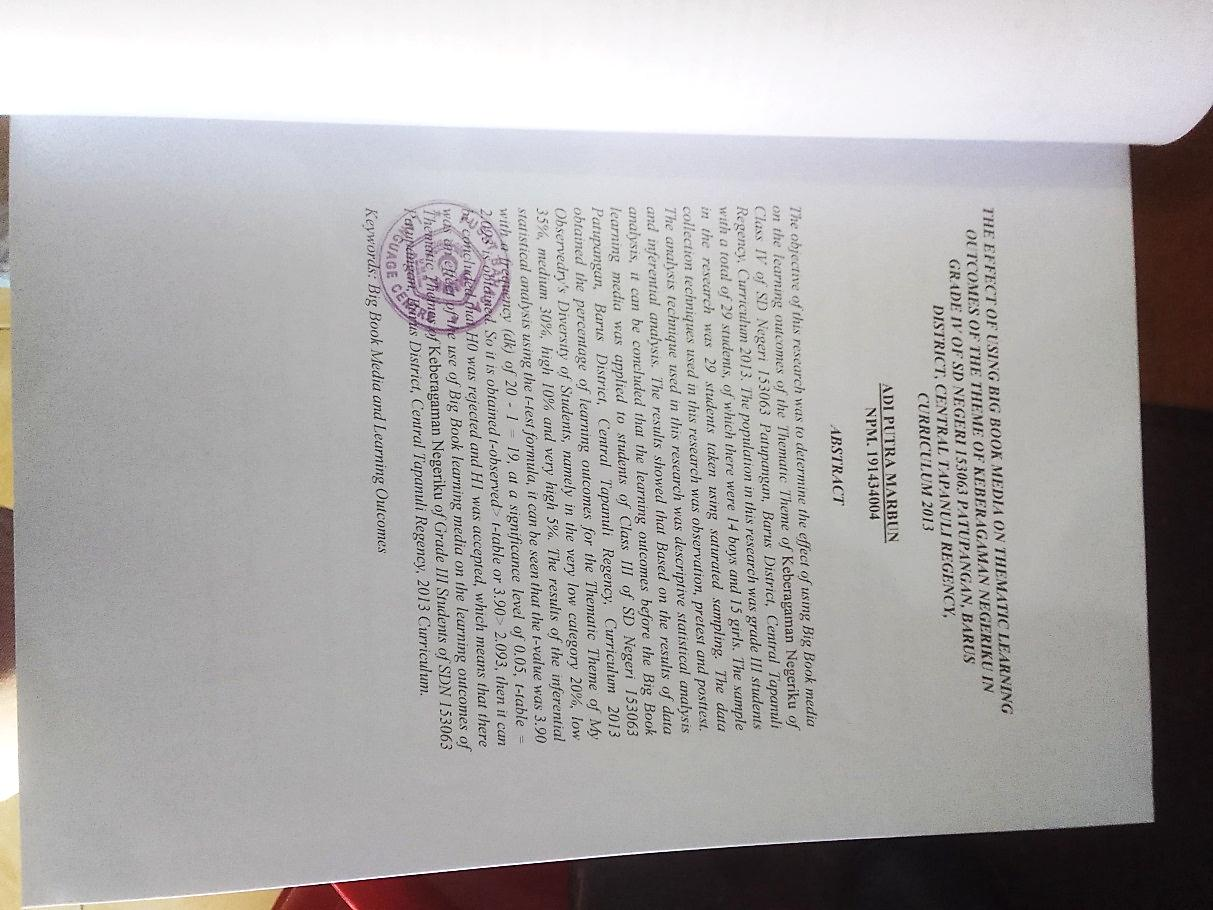 THE EFFECT OF USING BIG BOOK MEDIA ON THEMATIC LEARNING
OUTCOMES OF THE THEME OF KEBERAGAMAN NEGERIKU IN
GRADE IV OF SD NEGERI 153063 PATUPANGAN, BARUS
DISTRICT, CENTRAL TAPANULI REGENCY,
CURRICULUM 2013
ADI PUTRA MARBUN
NPM. 191434004
ABSTRACT
The objective of this research was to determine the effect of using Big Book media
on the learning outcomes of the Thematic Theme of Keberagaman Negeriku of
Class IV of SD Negeri 153063 Patupangan, Barus District, Central Tapanuli
Regency, Curriculum 2013. The population in this research was grade III students
with a total of 29 students, of which there were 14 boys and 15 girls. The sample
in the research was 29 students taken using saturated sampling. The data
collection techniques used in this research was observation, pretest and posttest.
The analysis technique used in this research was descriptive statistical analysis
and inferential analysis. The results showed that Based on the results of data
analysis, it can be concluded that the learning outcomes before the Big Book
learning media was applied to students of Class III of SD Negeri 153063
Patupangan, Barus District, Central Tapanuli Regency, Curriculum 2013
obtained the percentage of learning outcomes for the Thematic Theme of My
Observedry's Diversity of Students, namely in the very low category 20%, low
35%, medium 30%, high 10% and very high 5%. The results of the inferential
statistical analysis using the t-test formula, it can be seen that the t-value was 3.90
with a frequency (dk) of 20 - 1 = 19, at a significance level of 0.05, t-table =
2.093 obtained. So it is obtained t-observed> t-table or 3.90> 2.093, then it can
be concluded that H0 was rejected and H1 was accepted, which means that there
was an effect of the use of Big Book learning media on the learning outcomes of
Thematic Themes of Keberagaman Negeriku of Grade III Students of SDN 153063
Patupangan, Barus District, Central Tapanuli Regency, 2013 Curriculum.
Keywords: Big Book Media and Learning Outcomes